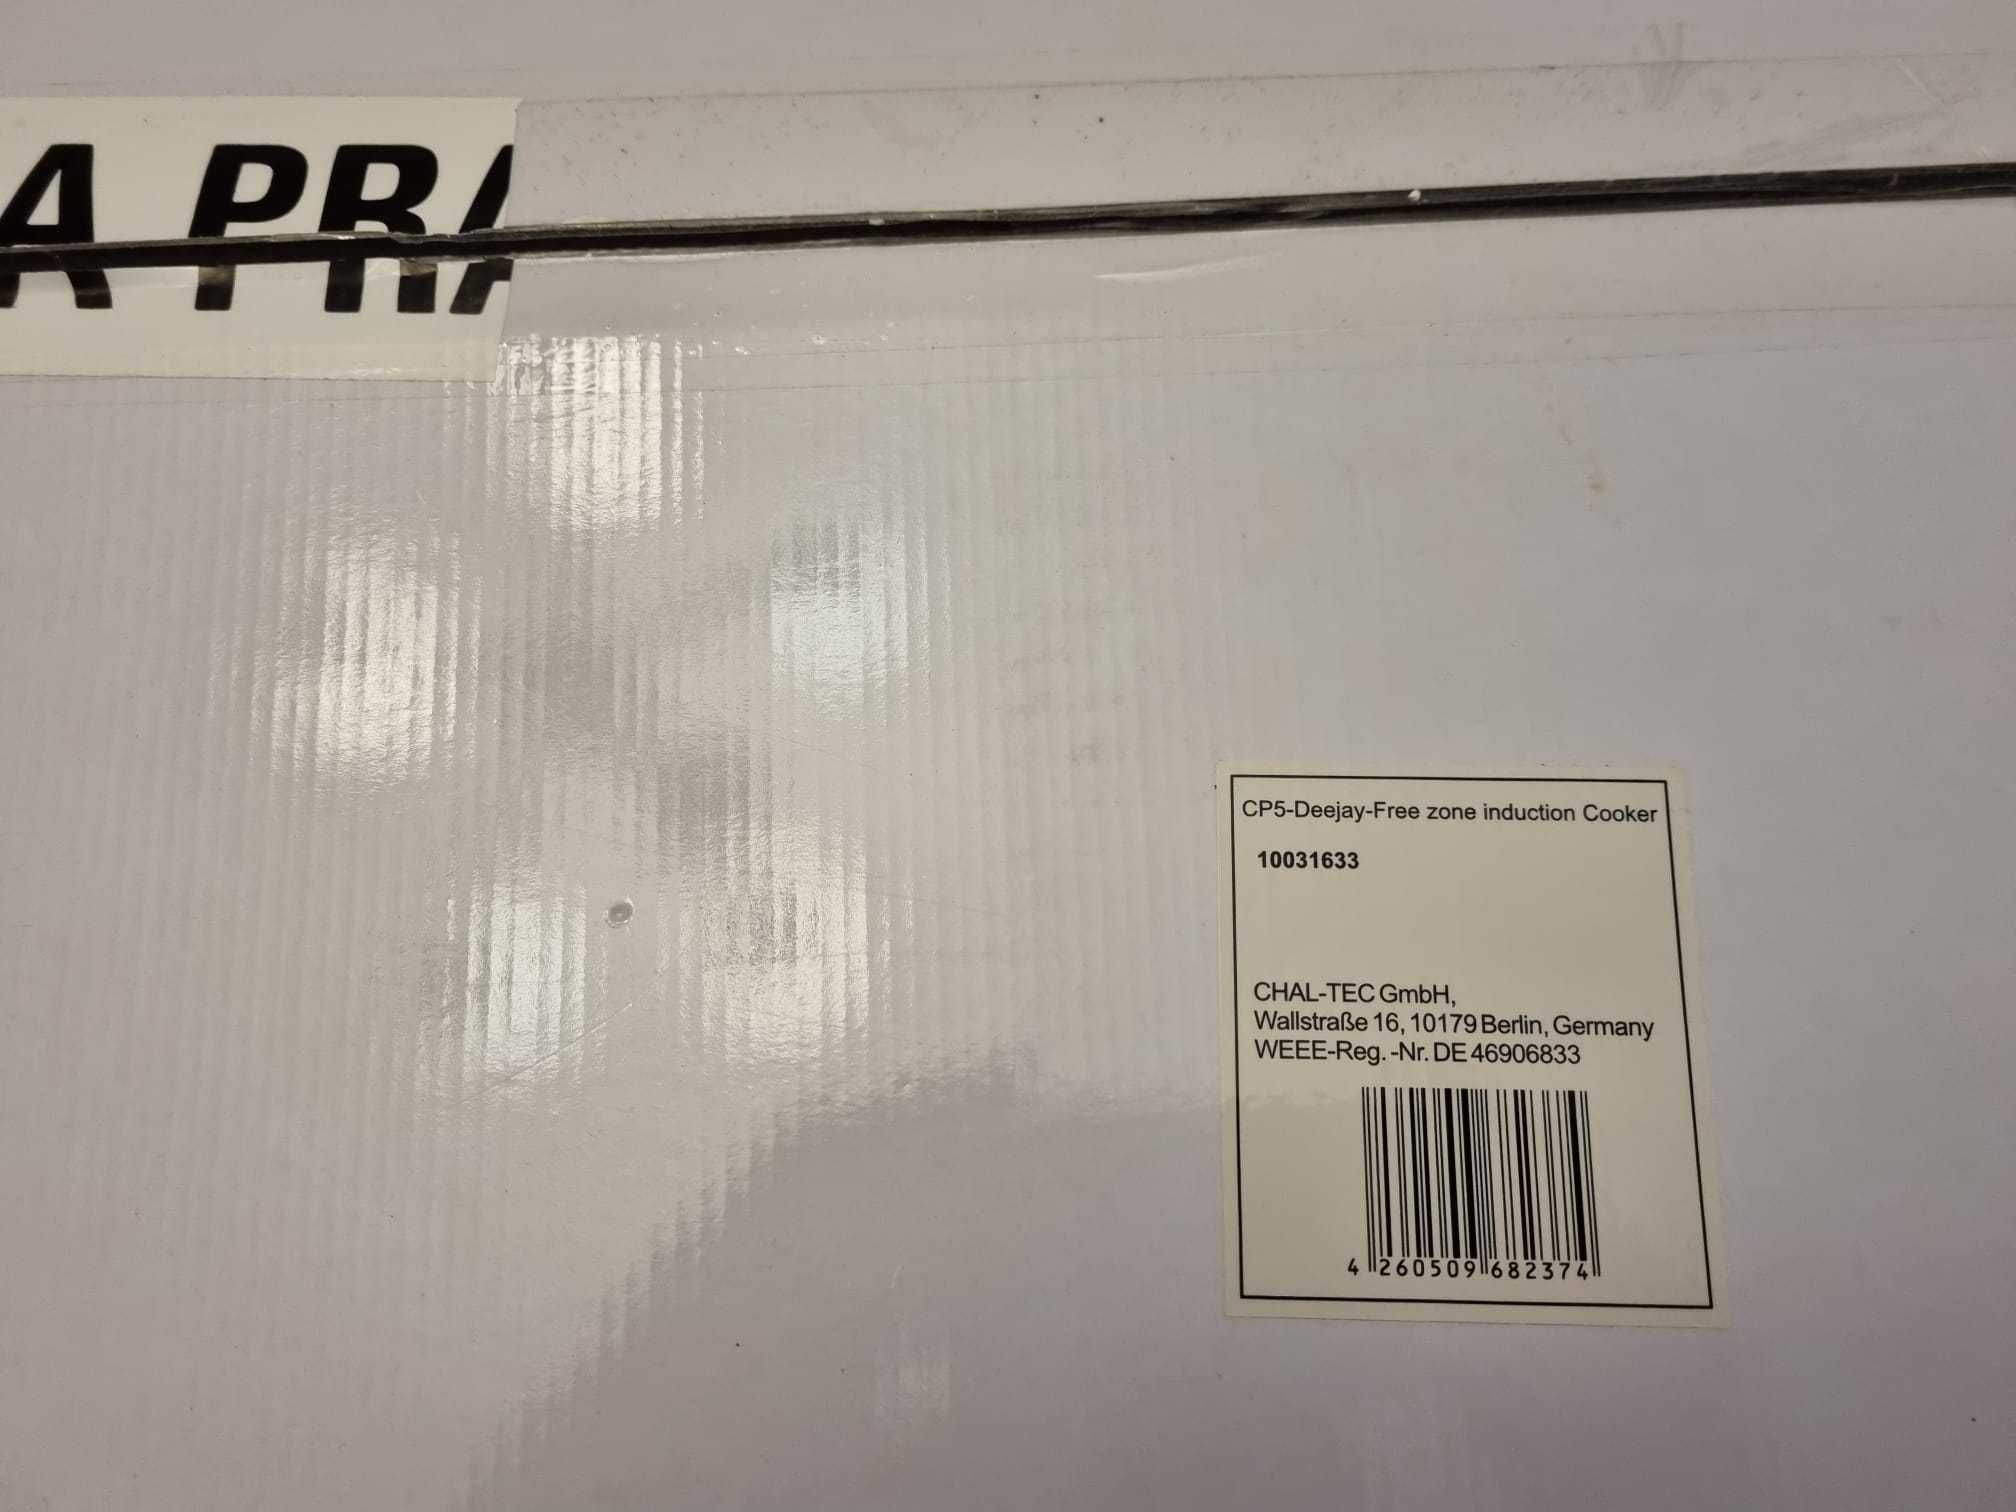 A PRA
CP5-Deejay-Free zone induction Cooker
10031633
CHAL-TEC GmbH,
Wallstraße 16, 10179 Berlin, Germany
WEEE-Reg. -Nr. DE 46906833
4 260509 682374